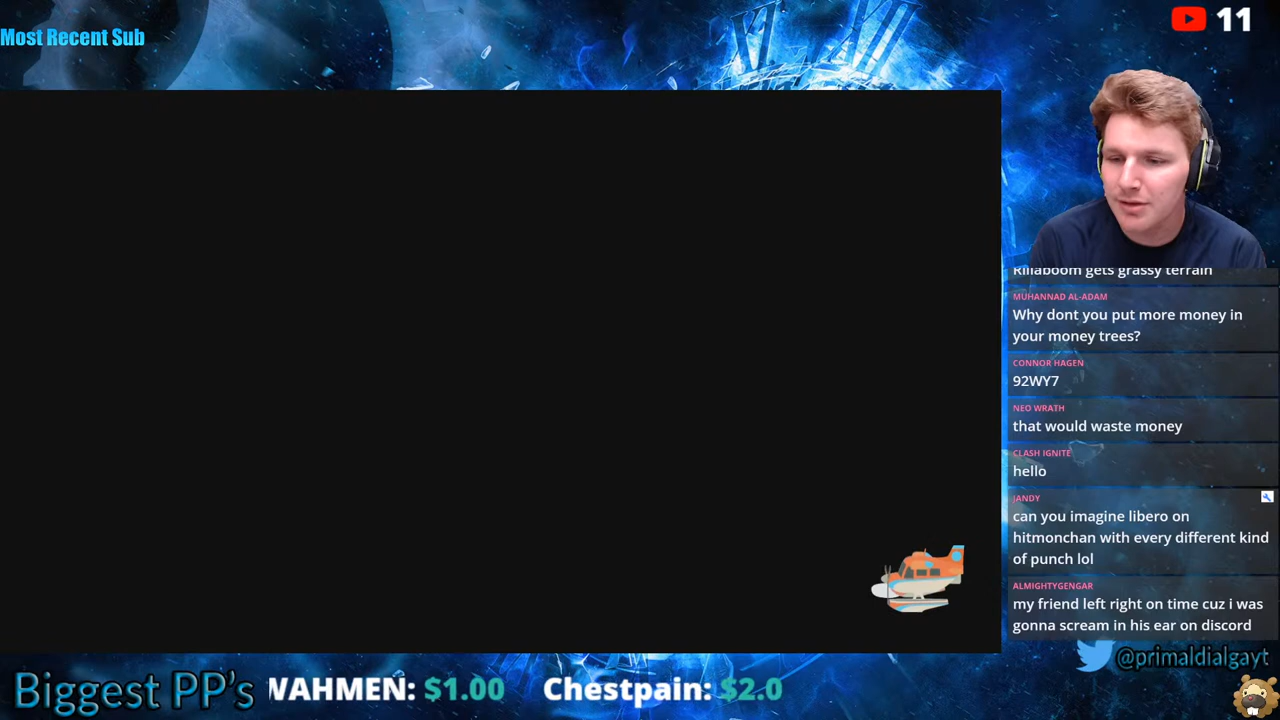 Most Recent Sub
11
Rillaboom gets grassy terrain
MUHANNAD AL-ADAM
Why dont you put more money in
your money trees?
CONNOR HAGEN
92WY7
NEO WRATH
that would waste money
CLASH IGNITE
hello
JANDY
can you imagine libero on
hitmonchan with every different kind
of punch lol
ALMIGHTYGENGAR
my friend left right on time cuz i was
gonna scream in his ear on discord
@primaldialgayt
Biggest PP's WAHMEN: $1.00 Chestpain: $2.0